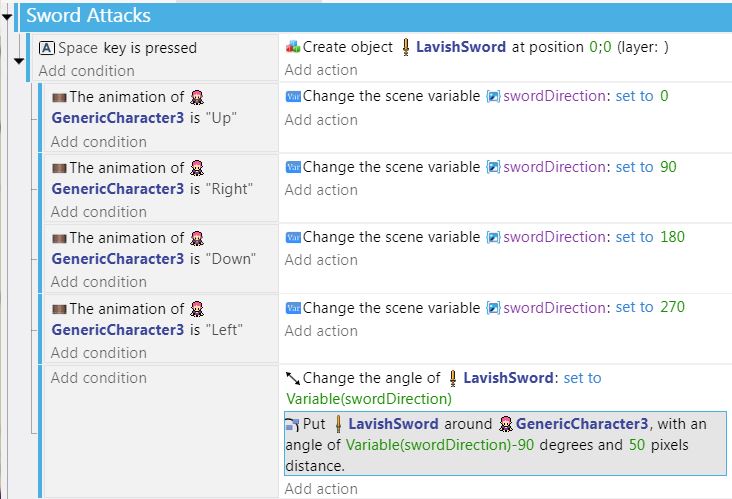 Sword Attacks
A Space key is pressed
Create object LavishSword at position 0;0 (layer: )
Add condition
Add action
The animation of
GenericCharacter3 is "Up"
Add condition
Var Change the scene variable swordDirection: set to 0
Add action
The animation of
GenericCharacter3 is "Right"
Add condition
Var Change the scene variable swordDirection: set to 90
Add action
The animation of
GenericCharacter3 is "Down"
Add condition
Var Change the scene variable swordDirection: set to 180
Add action
The animation of
GenericCharacter3 is "Left"
Add condition
Var Change the scene variable swordDirection: set to 270
Add action
Add condition
Change the angle of LavishSword: set to
Variable(swordDirection)
Put LavishSword around GenericCharacter3, with an
angle of Variable(swordDirection)-90 degrees and 50 pixels
distance.
Add action